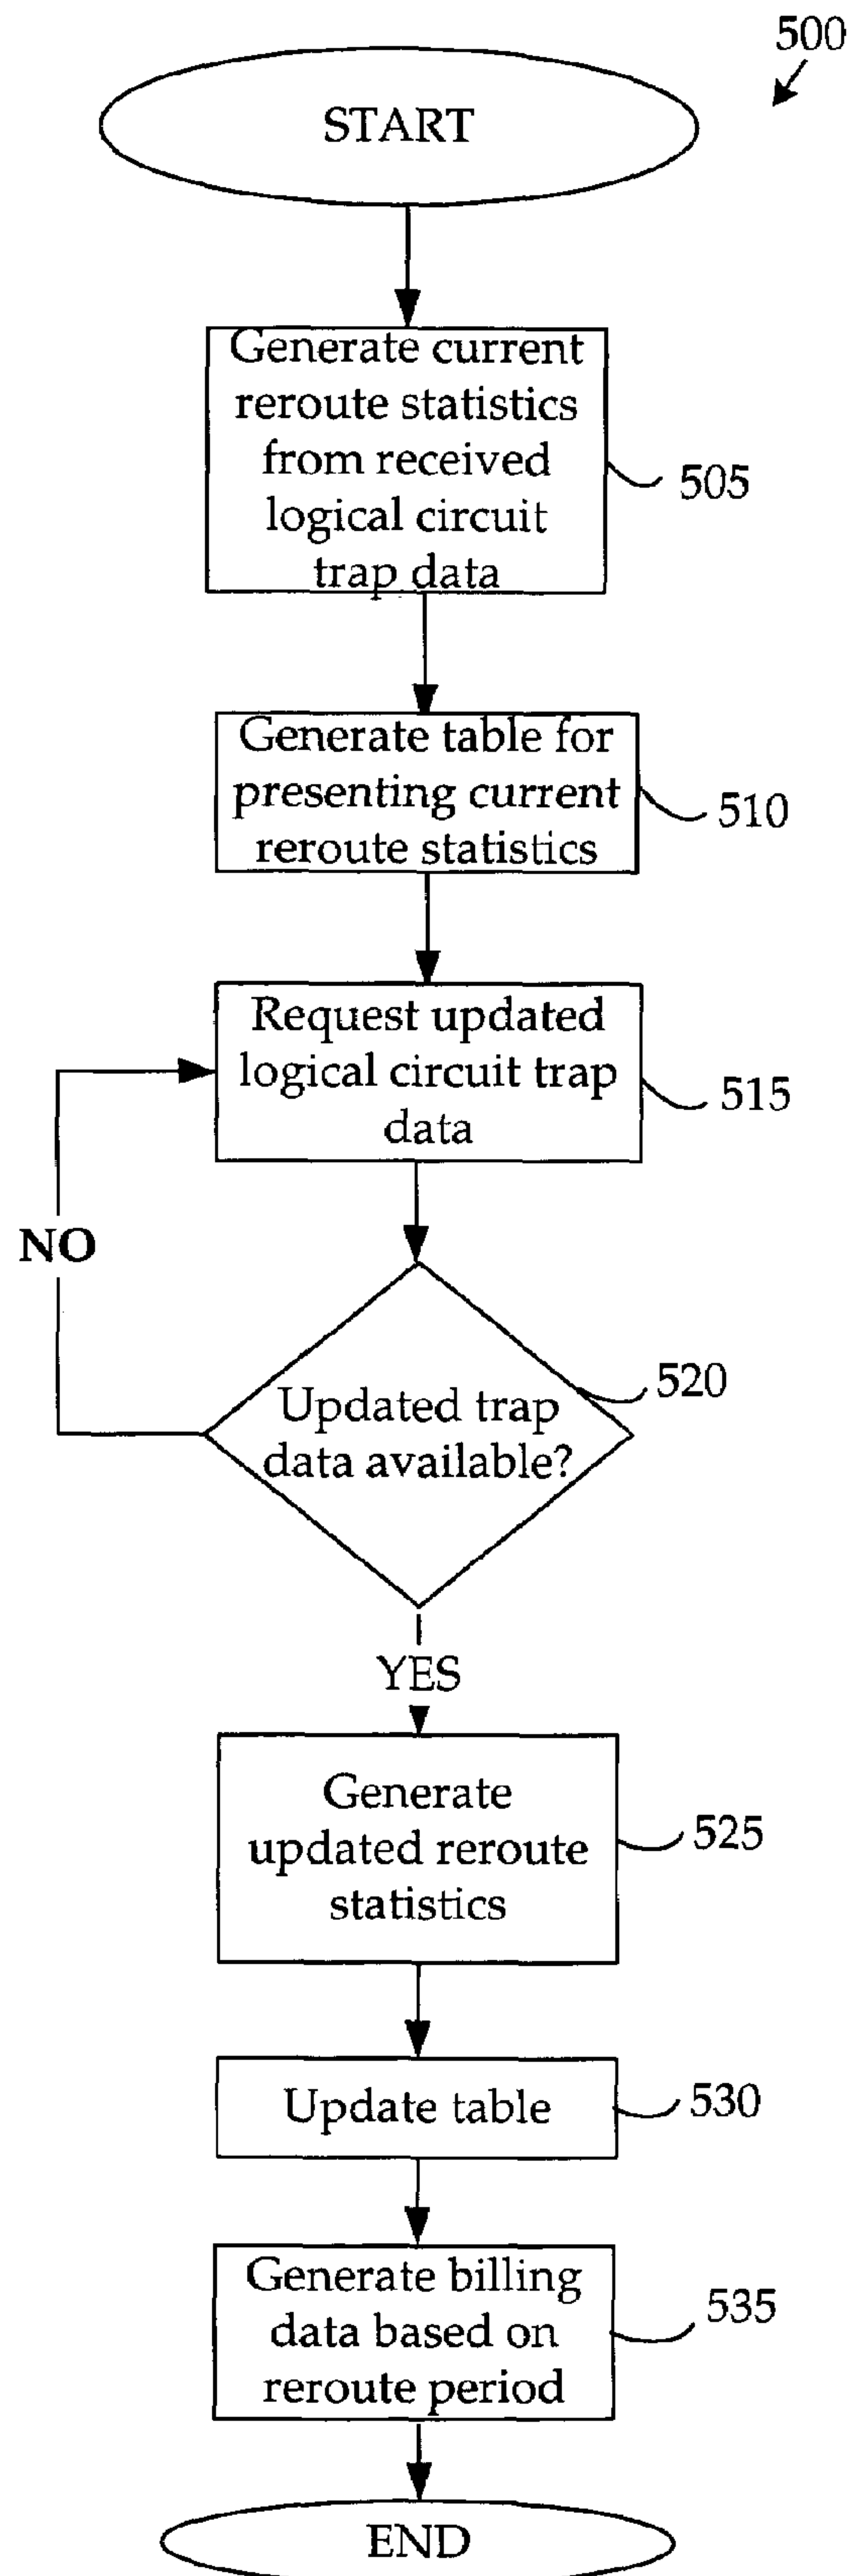 500
START
Generate current
reroute statistics
from received
logical circuit
trap data
505
Generate table for
presenting current
reroute statistics
510
Request updated
logical circuit trap
data
515
NO
Updated trap
data available?
520
YES
Generate
updated reroute
statistics
525
Update table
530
Generate billing
data based on
reroute period
535
END